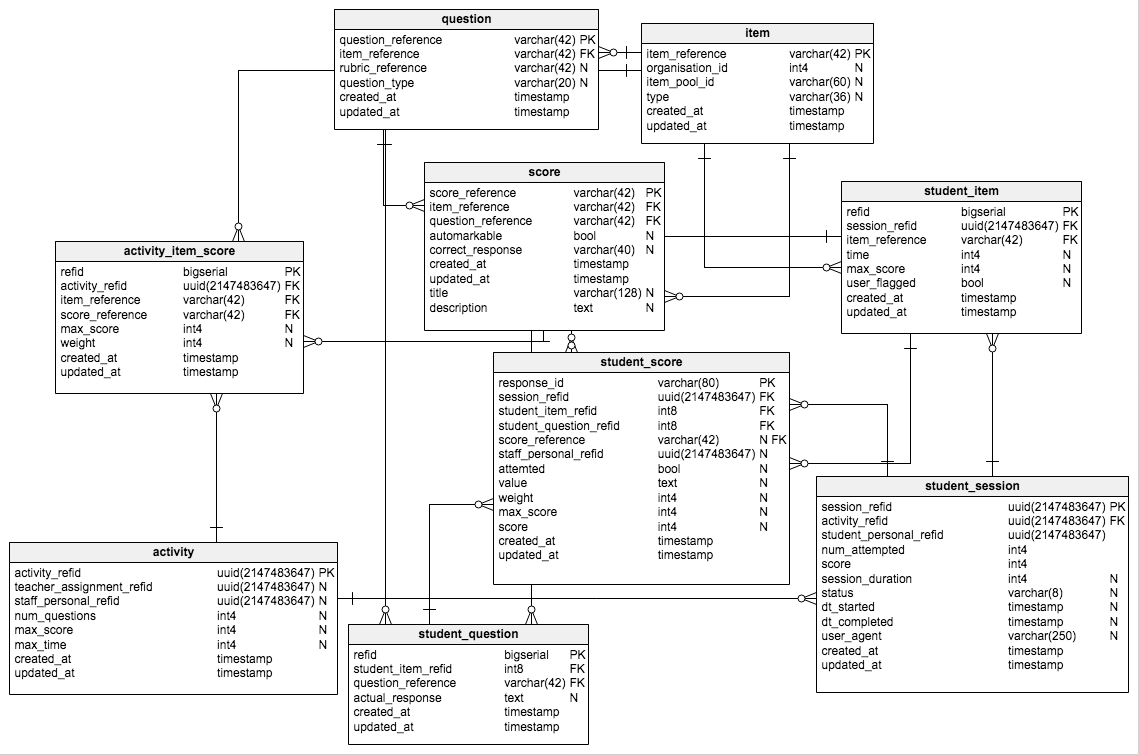 question
question_reference varchar(42) PK
item_reference varchar(42) FK
rubric_reference varchar(42) N
question_type varchar(20) N
created_at timestamp
updated_at timestamp
item
item_reference varchar(42) PK
organisation_id int4 N
item_pool_id varchar(60) N
type varchar(36) N
created_at timestamp
updated_at timestamp
score
score_reference varchar(42) PK
item_reference varchar(42) FK
question_reference varchar(42) FK
automarkable bool N
correct_response varchar(40) N
created_at timestamp
updated_at timestamp
title varchar(128) N
description text N
student_item
refid bigserial PK
session_refid uuid(2147483647) FK
item_reference varchar(42) FK
time int4 N
max_score int4 N
user_flagged bool N
created_at timestamp
updated_at timestamp
activity_item_score
refid bigserial PK
activity_refid uuid(2147483647) FK
item_reference varchar(42) FK
score_reference varchar(42) FK
max_score int4 N
weight int4 N
created_at timestamp
updated_at timestamp
student_score
response_id varchar(80) PK
session_refid uuid(2147483647) FK
student_item_refid int8 FK
student_question_refid int8 FK
score_reference varchar(42) N FK
staff_personal_refid uuid(2147483647) N
attemted bool N
value text N
weight int4 N
max_score int4 N
score int4 N
created_at timestamp
updated_at timestamp
student_session
session_refid uuid(2147483647) PK
activity_refid uuid(2147483647) FK
student_personal_refid uuid(2147483647)
num_attempted int4
score int4
session_duration int4 N
status varchar(8) N
dt_started timestamp N
dt_completed timestamp N
user_agent varchar(250) N
created_at timestamp
updated_at timestamp
activity
activity_refid uuid(2147483647) PK
teacher_assignment_refid uuid(2147483647) N
staff_personal_refid uuid(2147483647) N
num_questions int4 N
max_score int4 N
max_time int4 N
created_at timestamp
updated_at timestamp
student_question
refid bigserial PK
student_item_refid int8 FK
question_reference varchar(42) FK
actual_response text N
created_at timestamp
updated_at timestamp